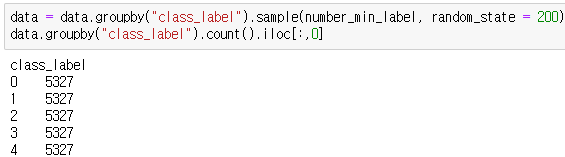 data = data.groupby("class_label").sample(number_min_label, random_state = 200)
data.groupby("class_label").count().iloc[:,0]
class_label
0    5327
1    5327
2    5327
3    5327
4    5327